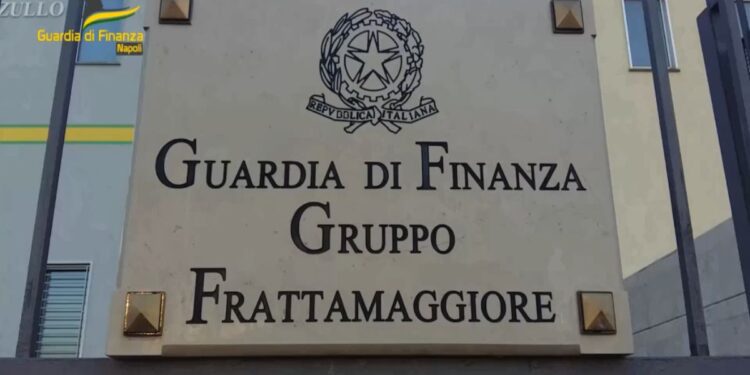 ZULLO
Guardia di Finanza
Napoli
REPVBBLICA ITALIANA
GUARDIA DI FINANZA
GRUPPO
FRATTAMAGGIORE